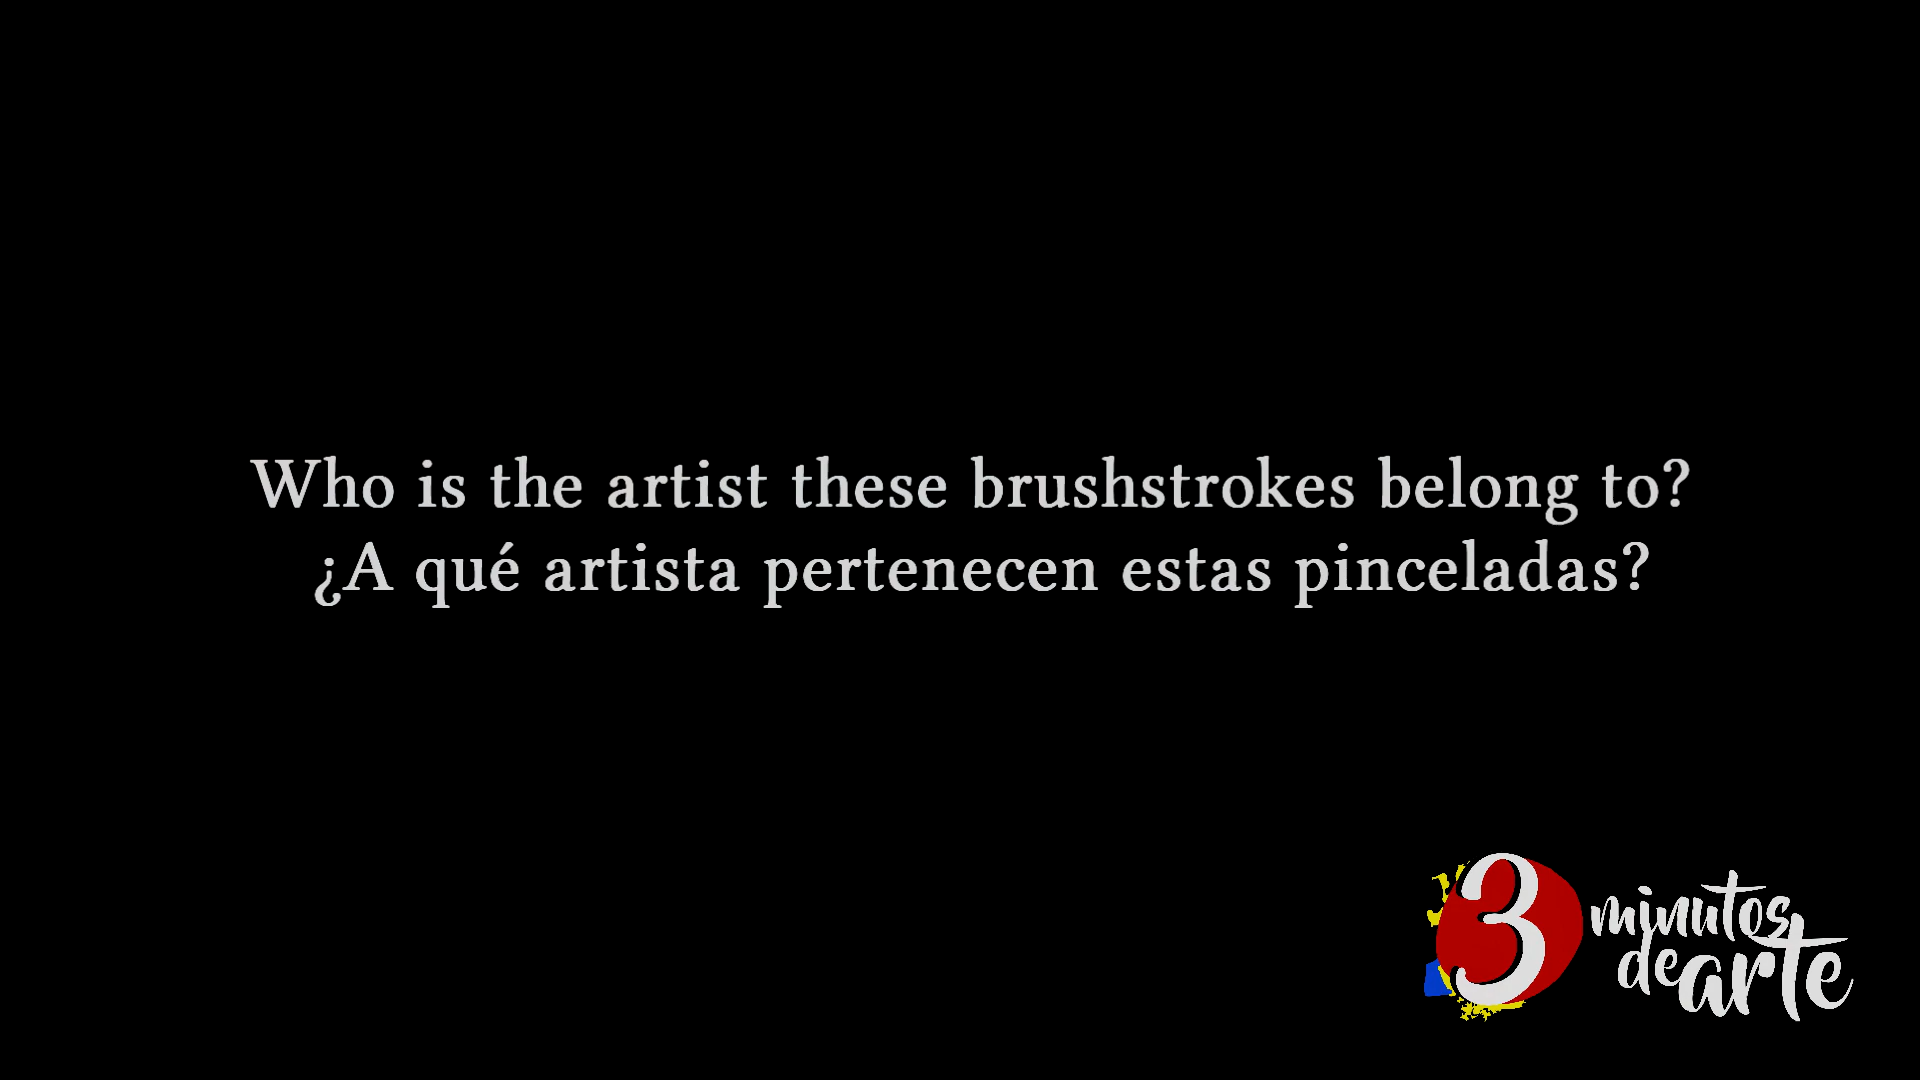 Who is the artist these brushstrokes belong to?
¿A qué artista pertenecen estas pinceladas?
3 minutos
de arte